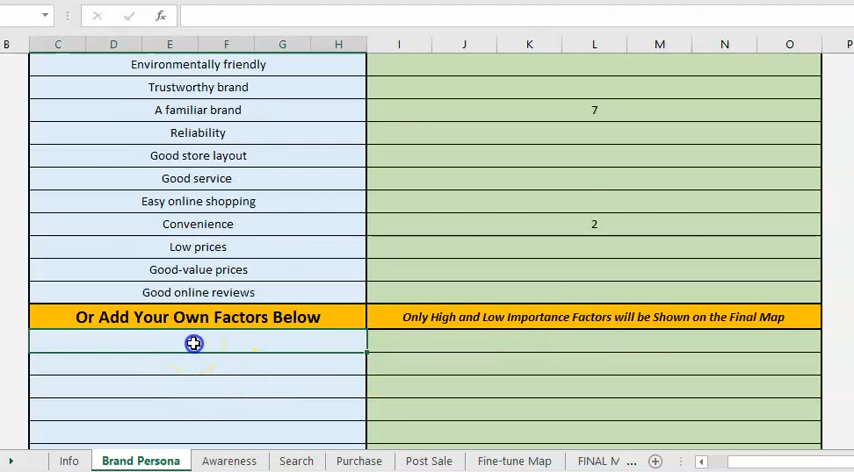 fx
B C D E F G H I J K L M N O P
Environmentally friendly
Trustworthy brand
A familiar brand 7
Reliability
Good store layout
Good service
Easy online shopping
Convenience 2
Low prices
Good-value prices
Good online reviews
Or Add Your Own Factors Below Only High and Low Importance Factors will be Shown on the Final Map
Info Brand Persona Awareness Search Purchase Post Sale Fine-tune Map FINAL M ...